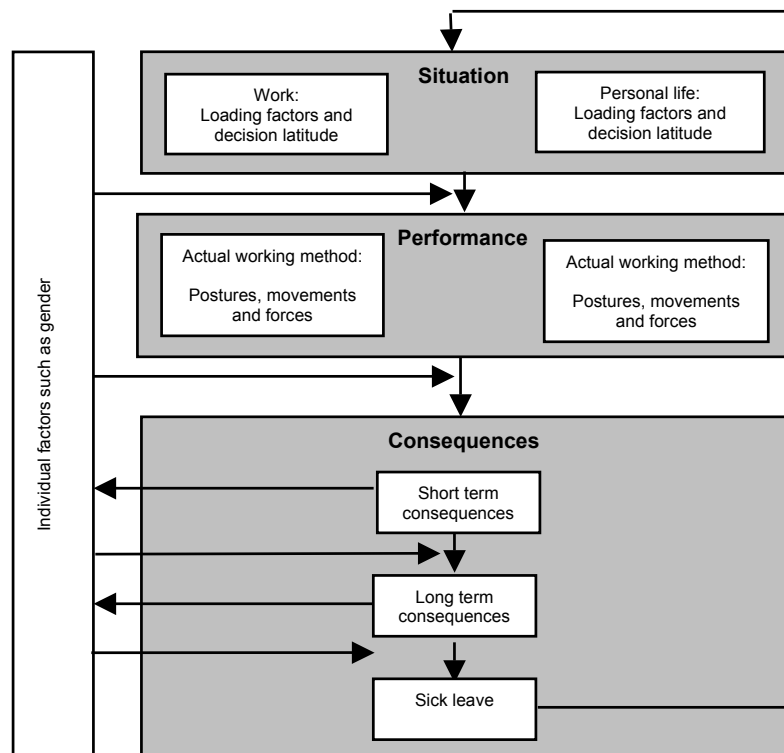 Situation
Work:
Loading factors and
decision latitude
Personal life:
Loading factors and
decision latitude
Individual factors such as gender
Performance
Actual working method:
Postures, movements
and forces
Actual working method:
Postures, movements
and forces
Consequences
Short term
consequences
Long term
consequences
Sick leave